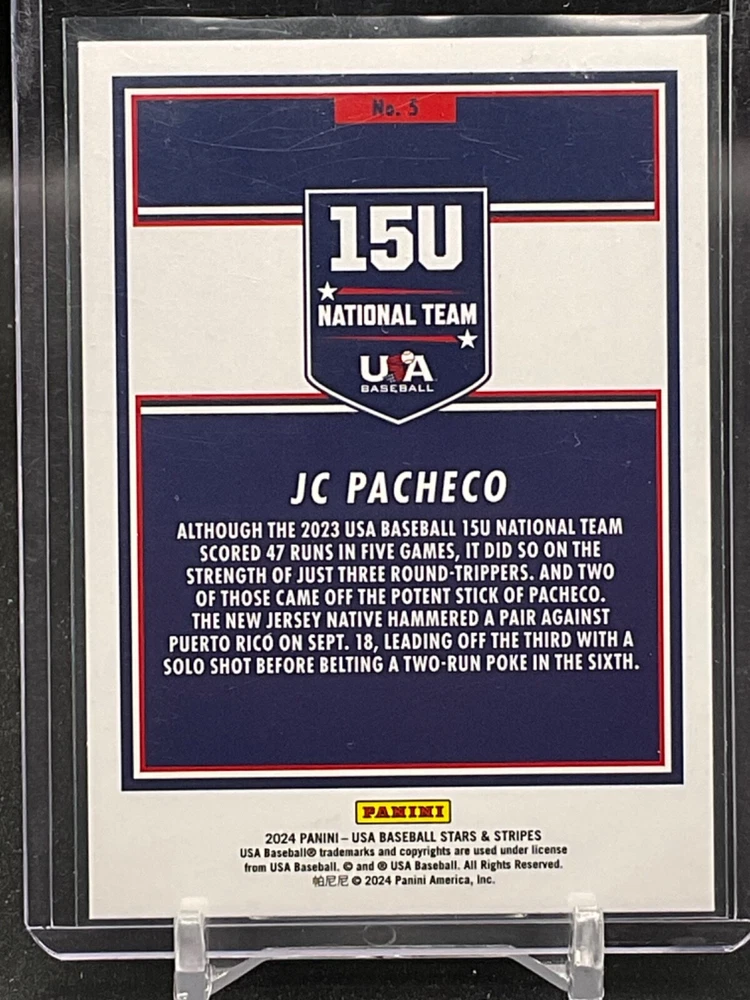 No. 5
15U
NATIONAL TEAM
USA
BASEBALL
JC PACHECO
ALTHOUGH THE 2023 USA BASEBALL 15U NATIONAL TEAM
SCORED 47 RUNS IN FIVE GAMES, IT DID SO ON THE
STRENGTH OF JUST THREE ROUND-TRIPPERS. AND TWO
OF THOSE CAME OFF THE POTENT STICK OF PACHECO.
THE NEW JERSEY NATIVE HAMMERED A PAIR AGAINST
PUERTO RICO ON SEPT. 18, LEADING OFF THE THIRD WITH A
SOLO SHOT BEFORE BELTING A TWO-RUN POKE IN THE SIXTH.
PANINI
2024 PANINI – USA BASEBALL STARS & STRIPES
USA Baseball® trademarks and copyrights are used under license
from USA Baseball. © and ® USA Baseball. All Rights Reserved.
帕尼尼 © 2024 Panini America, Inc.